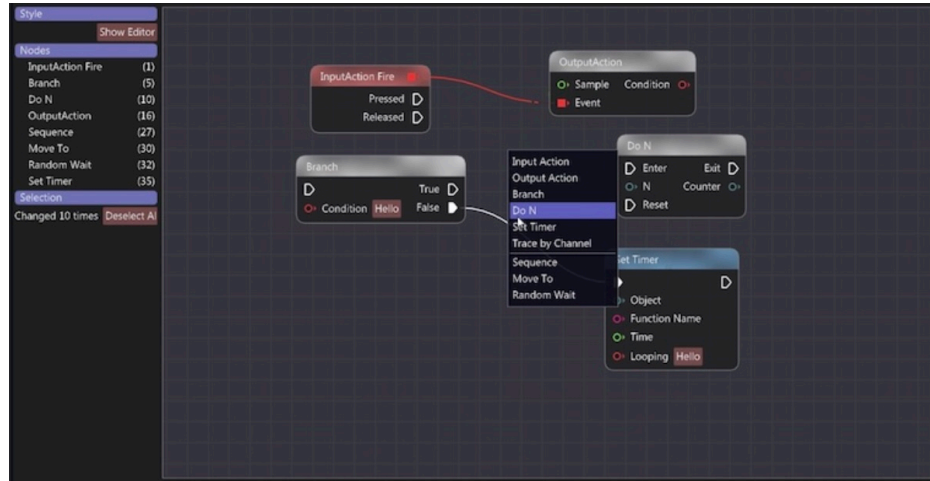 Style
Show Editor
Nodes
InputAction Fire (1)
Branch (5)
Do N (10)
OutputAction (16)
Sequence (27)
Move To (30)
Random Wait (32)
Set Timer (35)
Selection
Changed 10 times Deselect Al
InputAction Fire
Pressed
Released
OutputAction
Sample Condition
Event
Branch
True
Condition Hello False
Input Action
Output Action
Branch
Do N
Set Timer
Trace by Channel
Sequence
Move To
Random Wait
Do N
Enter Exit
N Counter
Reset
et Timer
Object
Function Name
Time
Looping Hello